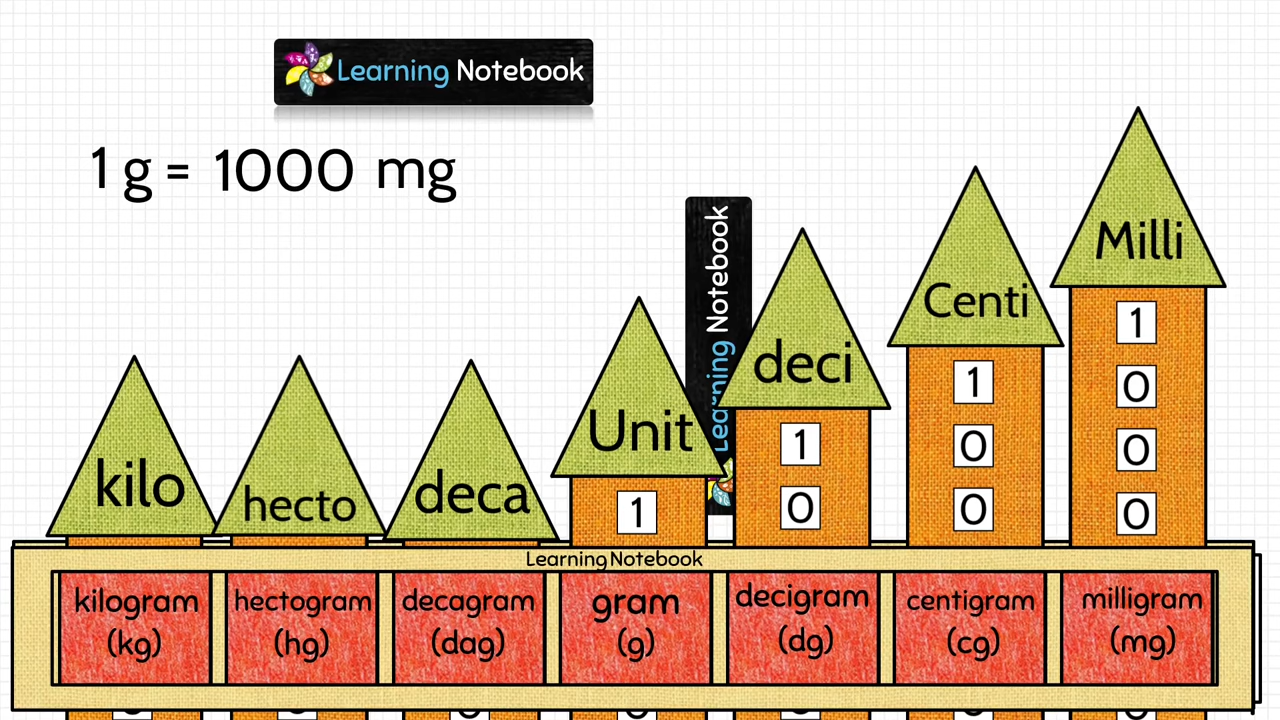 Learning Notebook
1 g = 1000 mg
Learning Notebook
kilo
hecto
deca
Unit
deci
Centi
Milli
1
1
0
1
0
0
1
0
0
0
Learning Notebook
kilogram
(kg)
hectogram
(hg)
decagram
(dag)
gram
(g)
decigram
(dg)
centigram
(cg)
milligram
(mg)